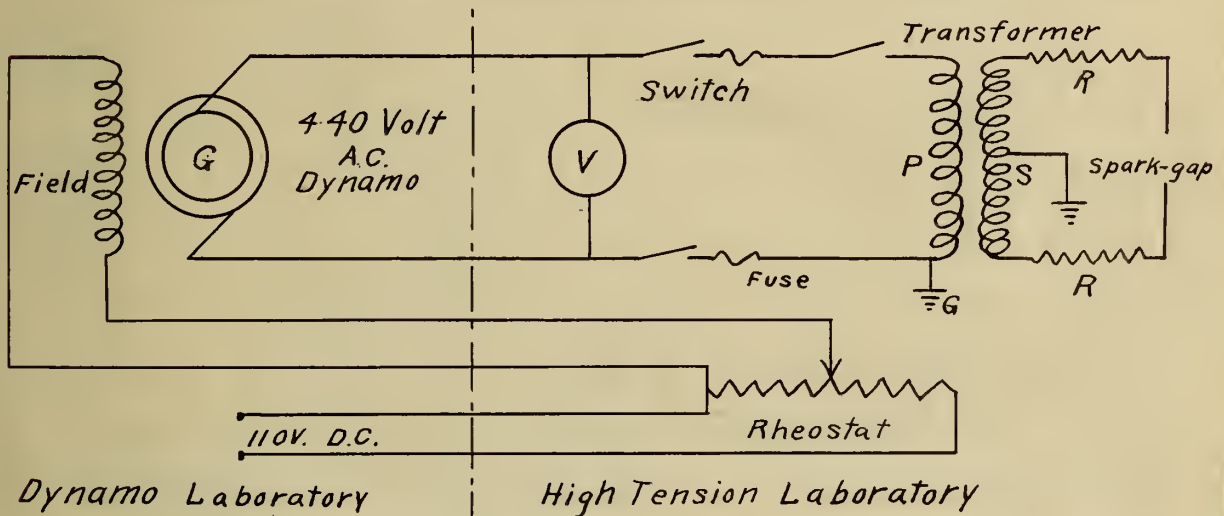 Transformer
R
Switch
4-40 Volt
A.C.
Dynamo
G
V
P
S
Spark-gap
Field
Fuse
G
R
110V. D.C.
Rheostat
Dynamo Laboratory
High Tension Laboratory